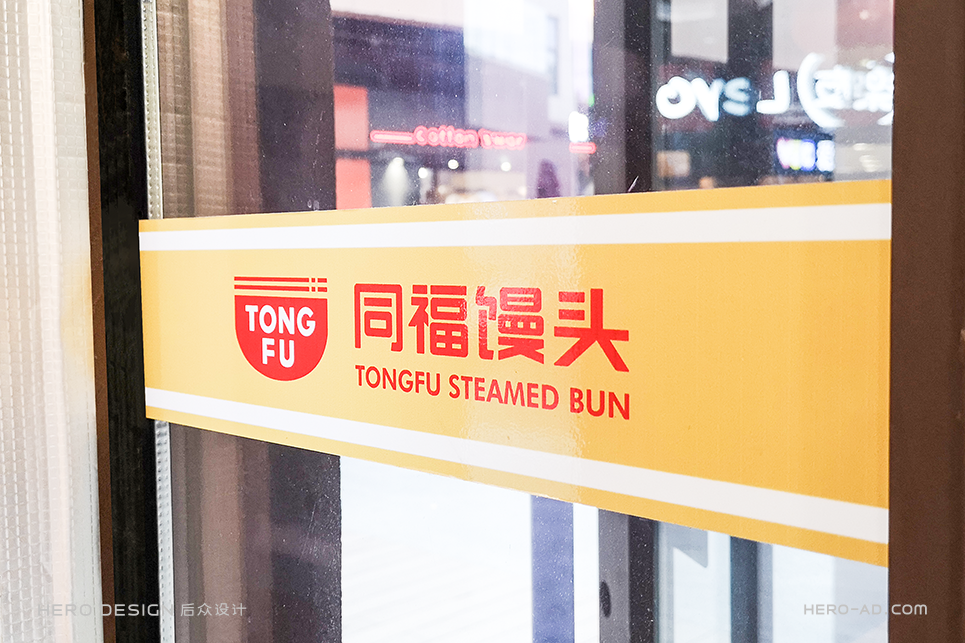 cotton
TONG
FU
同福馒头
TONGFU STEAMED BUN
HERO DESIGN 后众设计
HERO-AD.COM